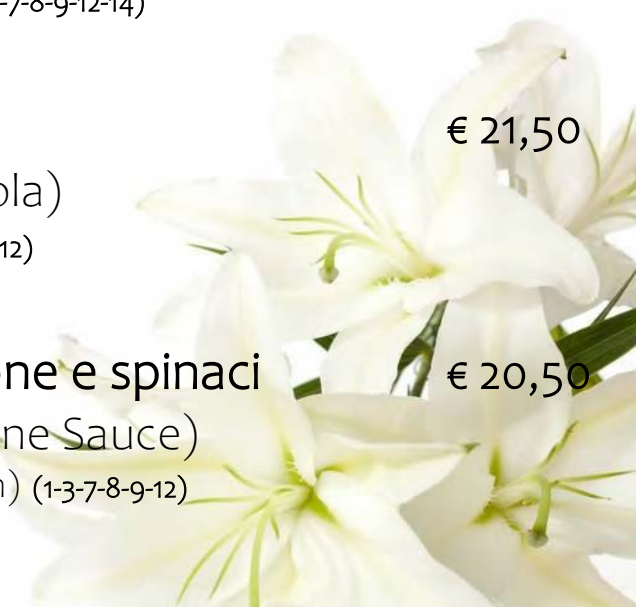 -7-8-9-12-14)
€ 21,50
ola)
12)
one e spinaci € 20,50
ne Sauce)
) (1-3-7-8-9-12)